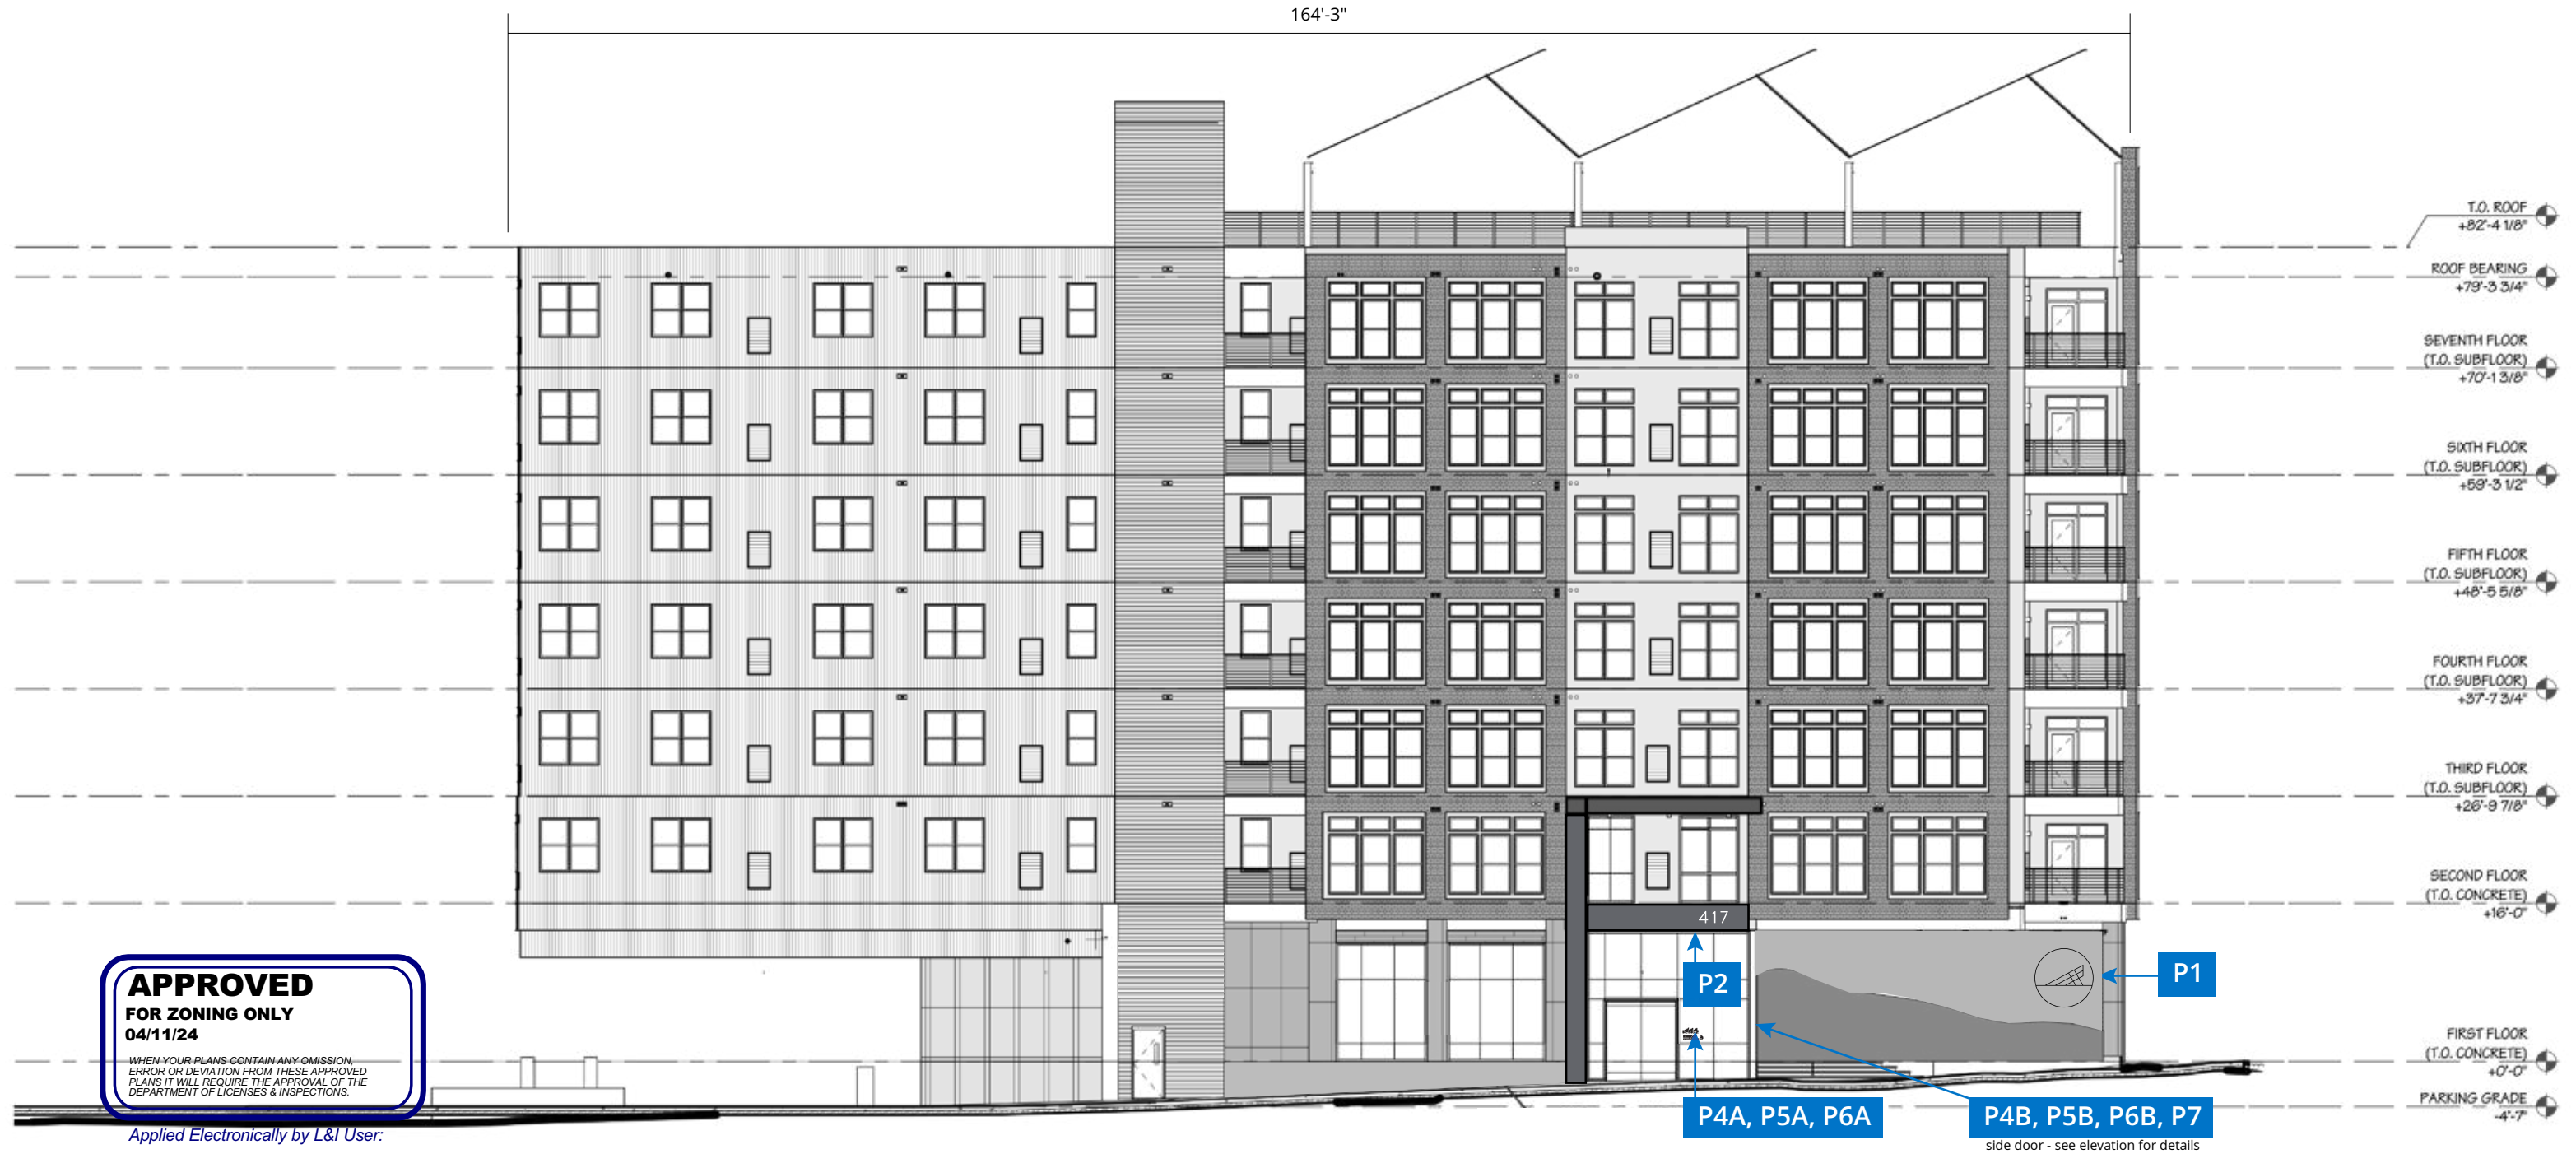 164'-3"
T.O. ROOF
+82'-4 1/8"
ROOF BEARING
+79'-3 3/4"
SEVENTH FLOOR
(T.O. SUBFLOOR)
+70'-1 3/8"
SIXTH FLOOR
(T.O. SUBFLOOR)
+59'-3 1/2"
FIFTH FLOOR
(T.O. SUBFLOOR)
+48'-5 5/8"
FOURTH FLOOR
(T.O. SUBFLOOR)
+37'-7 3/4"
THIRD FLOOR
(T.O. SUBFLOOR)
+26'-9 7/8"
SECOND FLOOR
(T.O. CONCRETE)
+16'-0"
417
P2
P1
FIRST FLOOR
(T.O. CONCRETE)
+0'-0"
PARKING GRADE
-4'-7"
P4A, P5A, P6A
P4B, P5B, P6B, P7
side door - see elevation for details
APPROVED
FOR ZONING ONLY
04/11/24
WHEN YOUR PLANS CONTAIN ANY OMISSION,
ERROR OR DEVIATION FROM THESE APPROVED
PLANS IT WILL REQUIRE THE APPROVAL OF THE
DEPARTMENT OF LICENSES & INSPECTIONS.
Applied Electronically by L&I User: